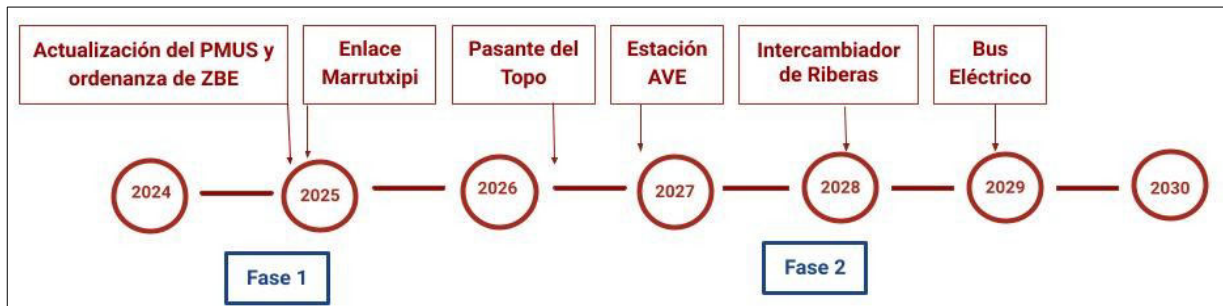 Actualización del PMUS y
ordenanza de ZBE
Enlace
Marrutxipi
Pasante del
Topo
Estación
AVE
Intercambiador
de Riberas
Bus
Eléctrico
2024
2025
2026
2027
2028
2029
2030
Fase 1
Fase 2